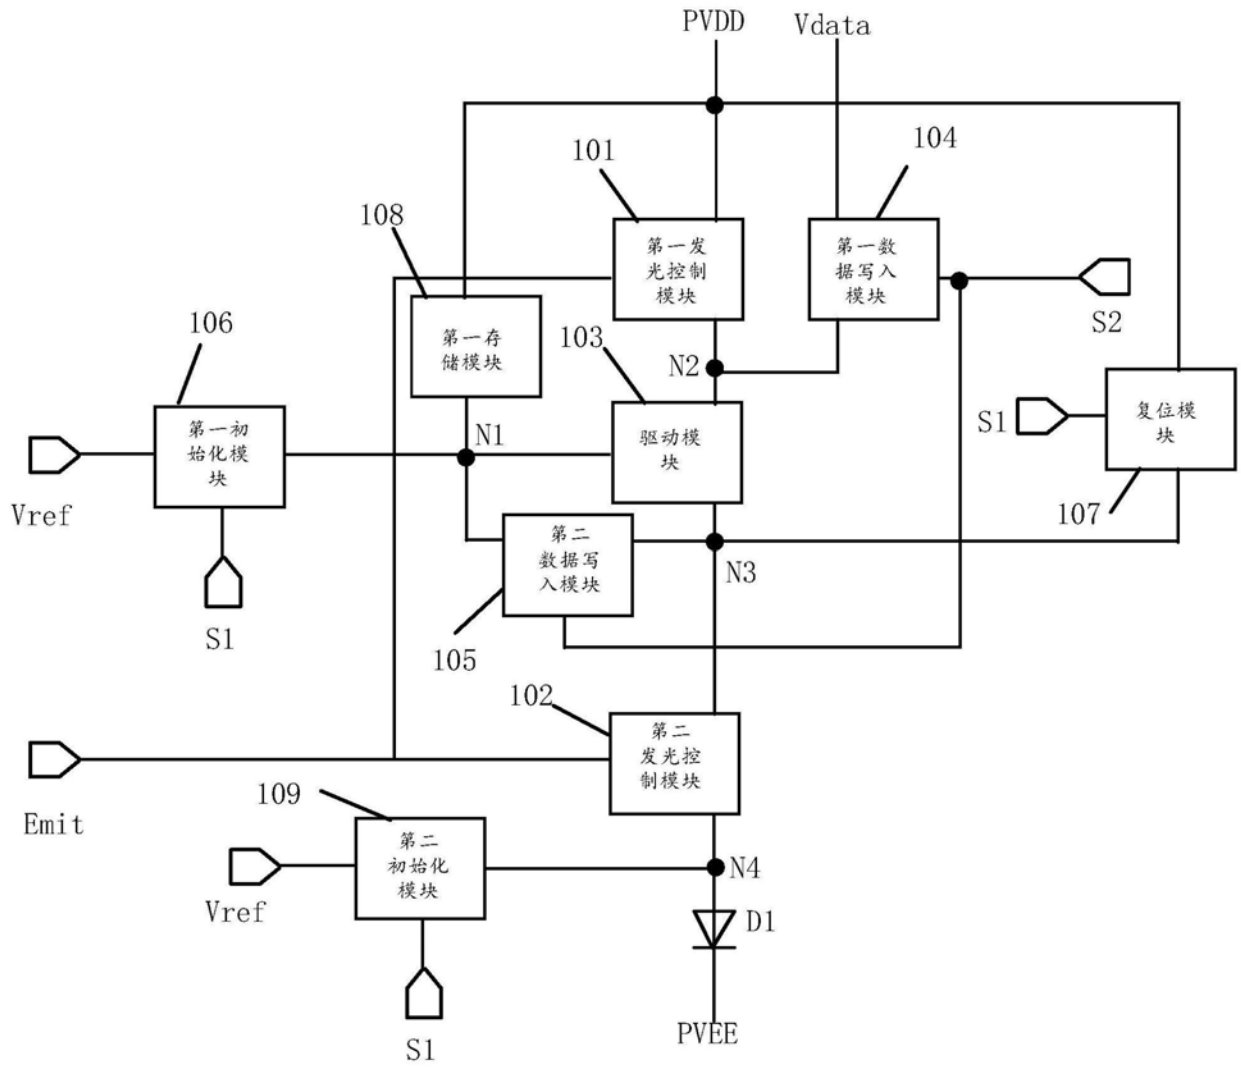 PVDD
Vdata
101
104
108
第一发
光控制
模块
第一数
据写入
模块
S2
106
103
N2
第一存
储模块
第一初
始化模
块
N1
驱动模
块
S1
复位模
块
Vref
107
第二
数据写
入模块
N3
S1
105
102
第二
发光控
制模块
Emit
109
第二
初始化
模块
N4
Vref
D1
S1
PVEE